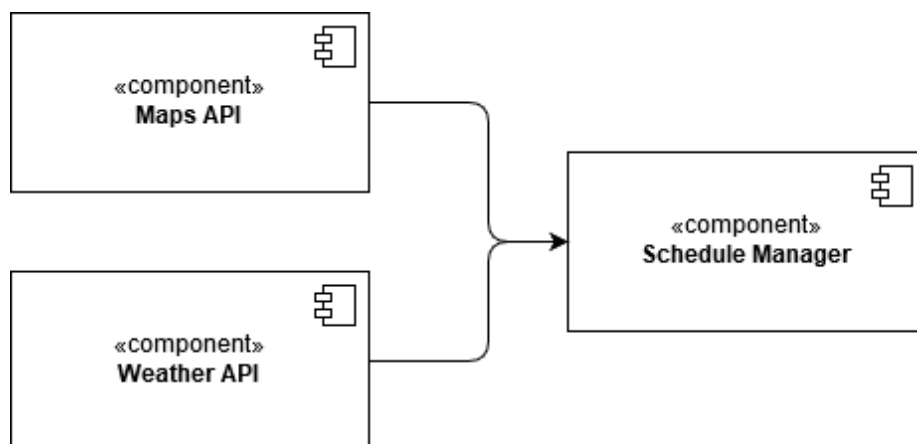 «component»
Maps API
«component»
Schedule Manager
«component»
Weather API